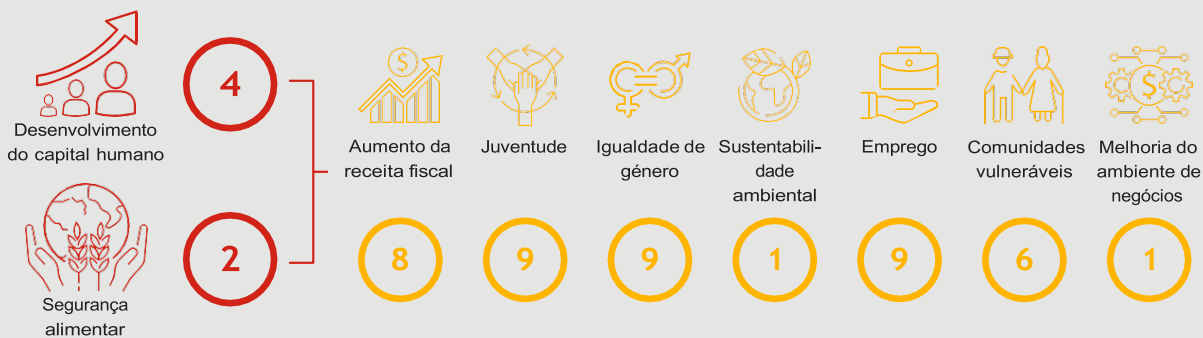 4
Desenvolvimento
do capital humano
2
Segurança
alimentar
$
Aumento da
receita fiscal
8
Juventude
9
Igualdade de
género
9
Sustentabili-
dade
ambiental
1
Emprego
9
Comunidades
vulneráveis
6
$
Melhoria do
ambiente de
negócios
1